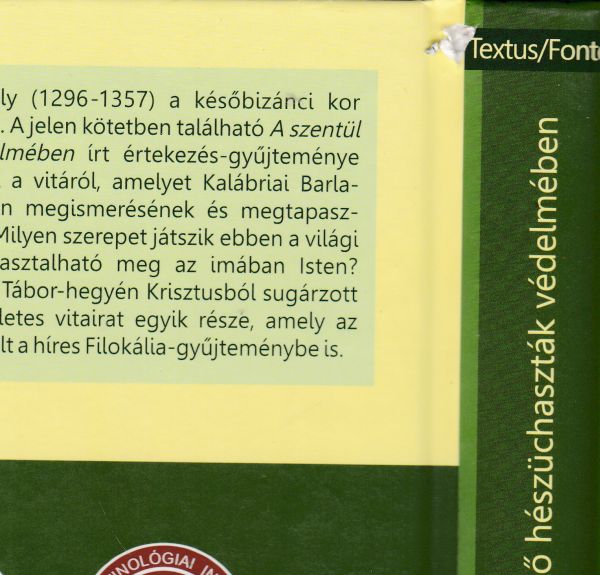 ly (1296-1357) a későbizánci kor
. A jelen kötetben található A szentül
lmében írt értekezés-gyűjteménye
a vitáról, amelyet Kalábriai Barla-
n megismerésének és megtapasz-
Milyen szerepet játszik ebben a világi
asztalható meg az imában Isten?
Tábor-hegyén Krisztusból sugárzott
letes vitairat egyik része, amely az
lt a híres Filokália-gyűjteménybe is.
INOLÓGIAI IN
Textus/Fonte
ő hészüchaszták védelmében